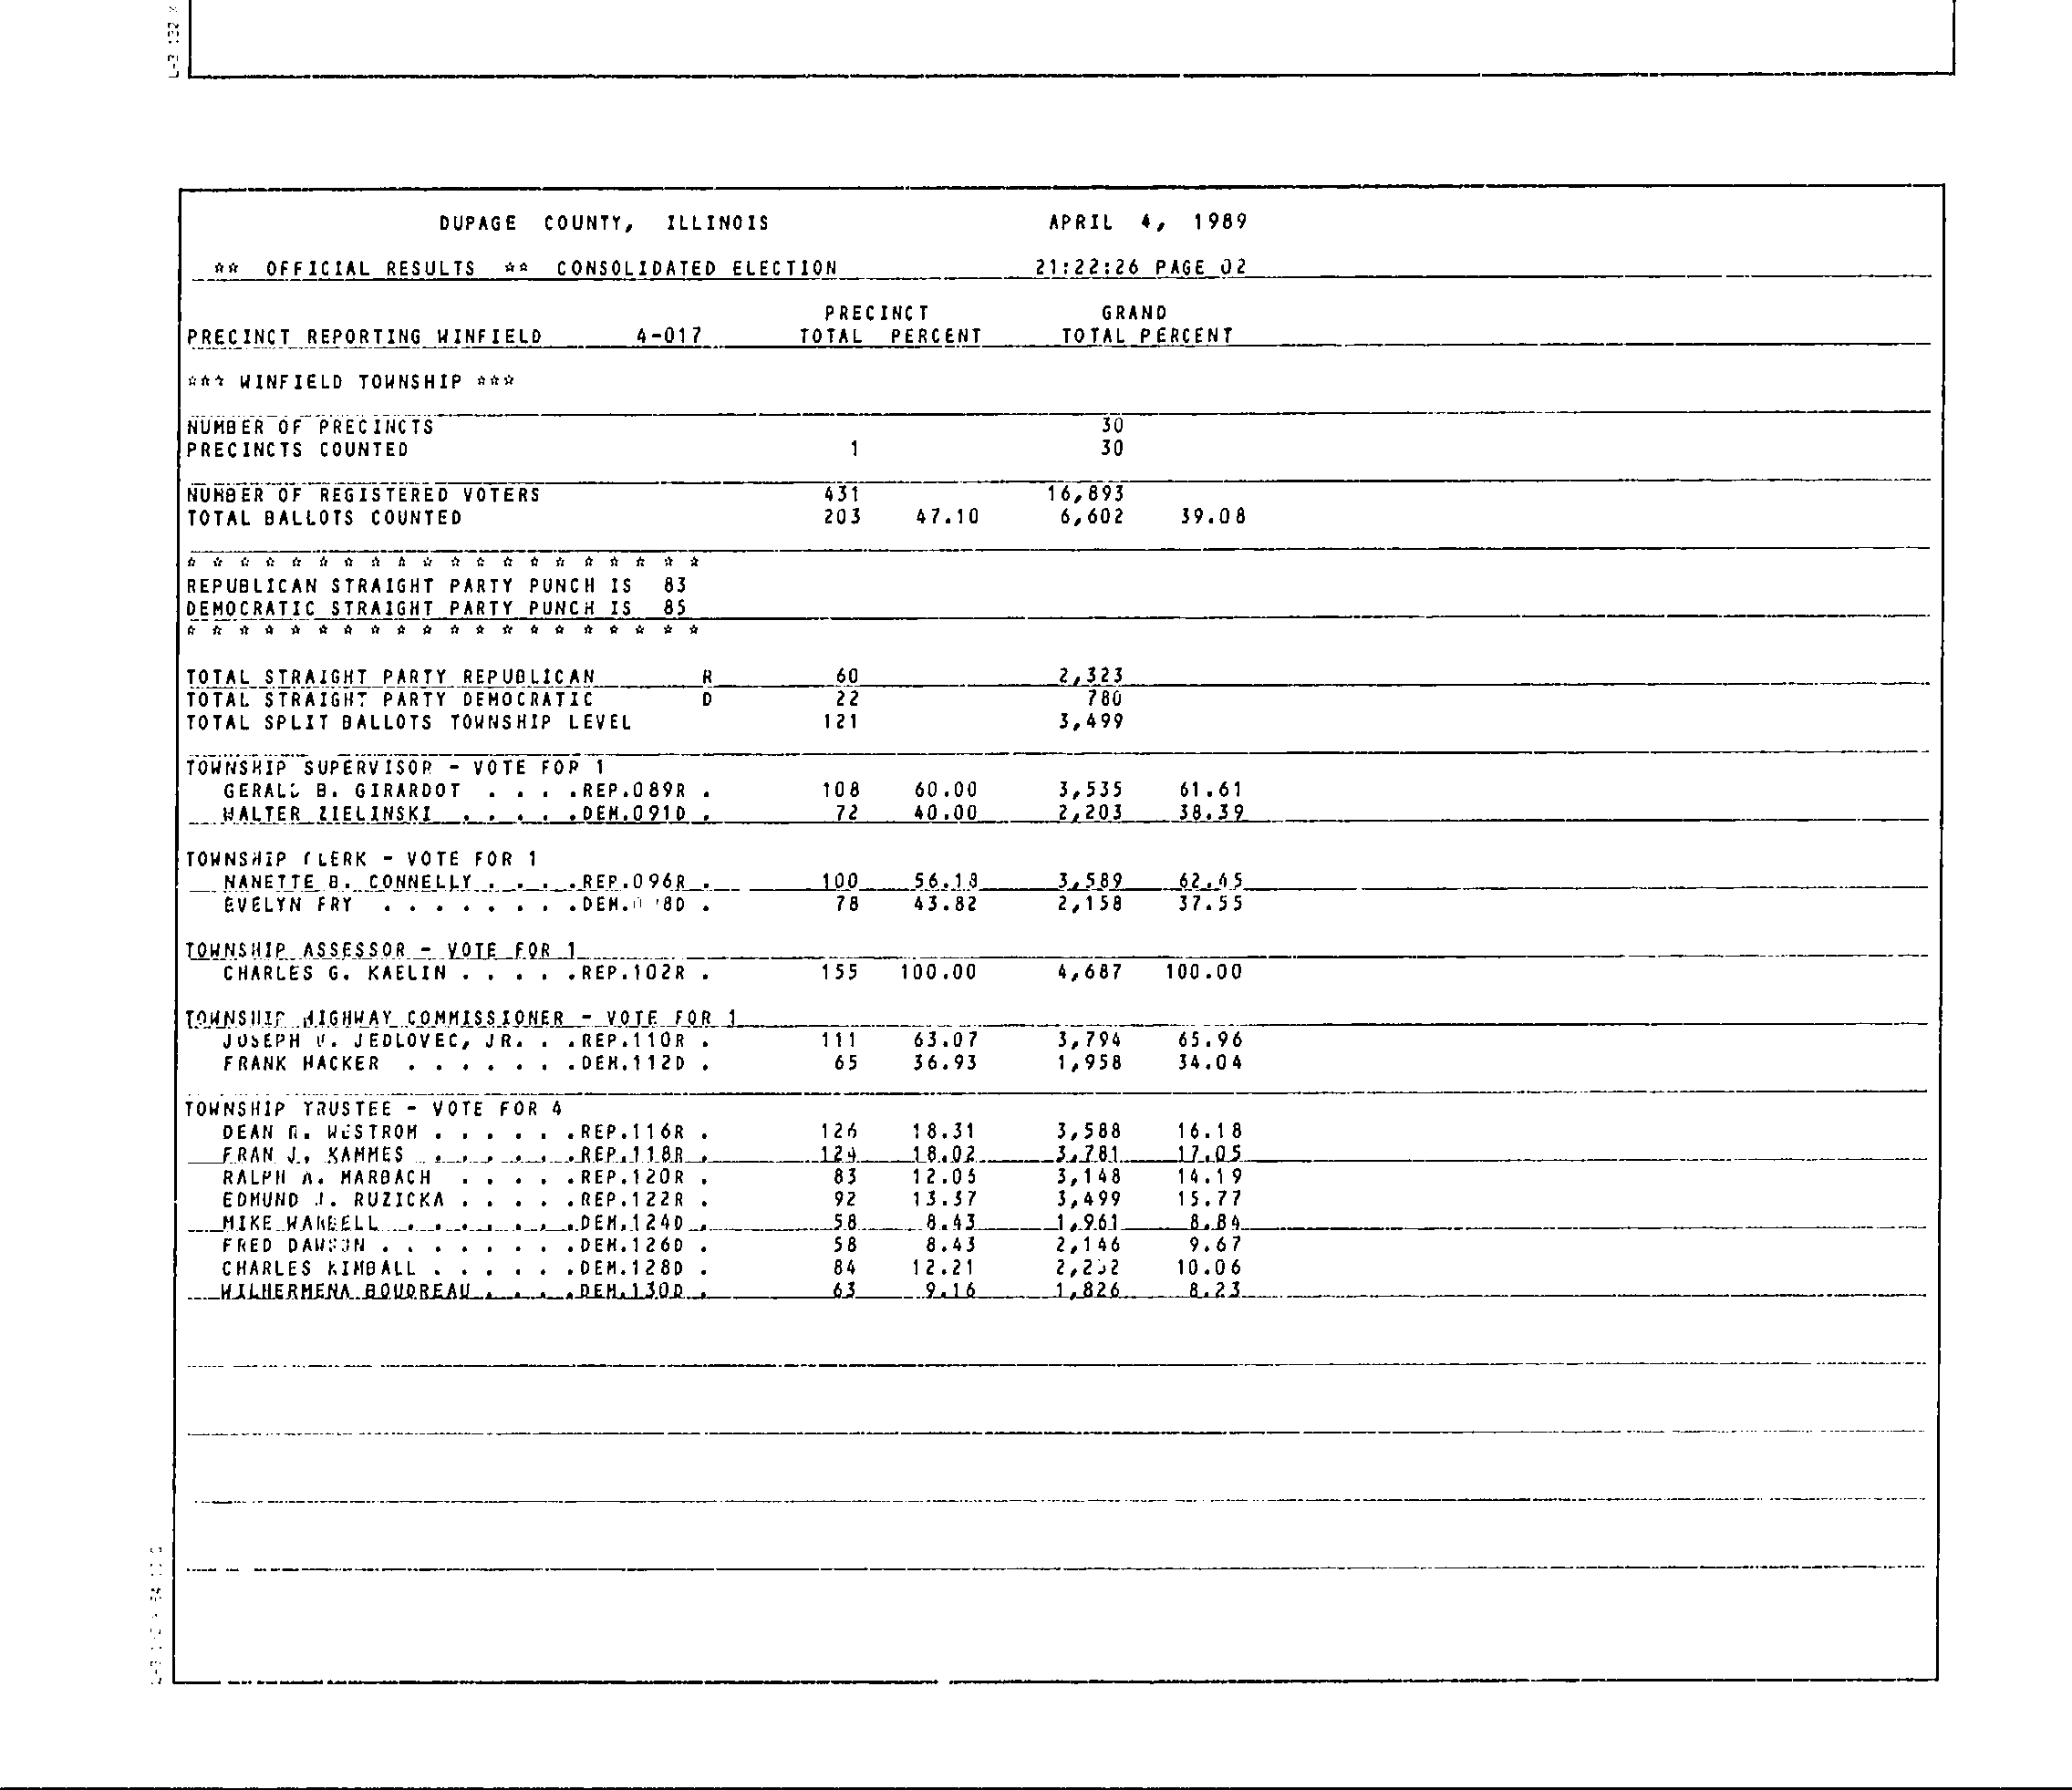 DUPAGE COUNTY, ILLINOIS APRIL 4, 1989
** OFFICIAL RESULTS ** CONSOLIDATED ELECTION 21:22:26 PAGE 02
PRECINCT GRAND
PRECINCT REPORTING WINFIELD 4-017 TOTAL PERCENT TOTAL PERCENT
*** WINFIELD TOWNSHIP ***
NUMBER OF PRECINCTS 30
PRECINCTS COUNTED 1 30
NUMBER OF REGISTERED VOTERS 431 16,893
TOTAL BALLOTS COUNTED 203 47.10 6,602 39.08
* * * * * * * * * * * * * * * * * * * *
REPUBLICAN STRAIGHT PARTY PUNCH IS 83
DEMOCRATIC STRAIGHT PARTY PUNCH IS 85
* * * * * * * * * * * * * * * * * * * *
TOTAL STRAIGHT PARTY REPUBLICAN R 60 2,323
TOTAL STRAIGHT PARTY DEMOCRATIC D 22 780
TOTAL SPLIT BALLOTS TOWNSHIP LEVEL 121 3,499
TOWNSHIP SUPERVISOR - VOTE FOR 1
GERALD B. GIRARDOT . . . .REP.089R . 108 60.00 3,535 61.61
WALTER ZIELINSKI . . . . .DEM.091D . 72 40.00 2,203 38.39
TOWNSHIP CLERK - VOTE FOR 1
NANETTE B. CONNELLY . . . .REP.096R . 100 56.18 3,589 62.45
EVELYN FRY . . . . . . . . 78 43.82 2,158 37.55
TOWNSHIP ASSESSOR - VOTE FOR 1
CHARLES G. KAELIN . . . . .REP.102R . 155 100.00 4,687 100.00
TOWNSHIP HIGHWAY COMMISSIONER - VOTE FOR 1
JOSEPH JEDLOVEC, JR. . .REP.110R . 111 63.07 3,794 65.96
FRANK HACKER . . . . . . .DEM.112D . 65 36.93 1,958 34.04
TOWNSHIP TRUSTEE - VOTE FOR 4
DEAN WESTROM . . . . . .REP.116R . 126 18.31 3,588 16.18
FRAN J. KAMMES . . . . . .REP.118R . 124 18.02 3,781 17.05
RALPH A. MARBACH . . . . .REP.120R . 83 12.06 3,148 14.19
EDMUND J. RUZICKA . . . . .REP.122R . 92 13.37 3,499 15.77
MIKE . . . . . . .DEM.124D . 58 8.43 1,961 8.84
FRED DAWSON . . . . . . . .DEM.126D . 58 8.43 2,146 9.67
CHARLES KIMBALL . . . . . .DEM.128D . 84 12.21 10.06
WILHERMENA BOUDREAU . . . .DEM.130D . 63 9.16 1,826 8.23